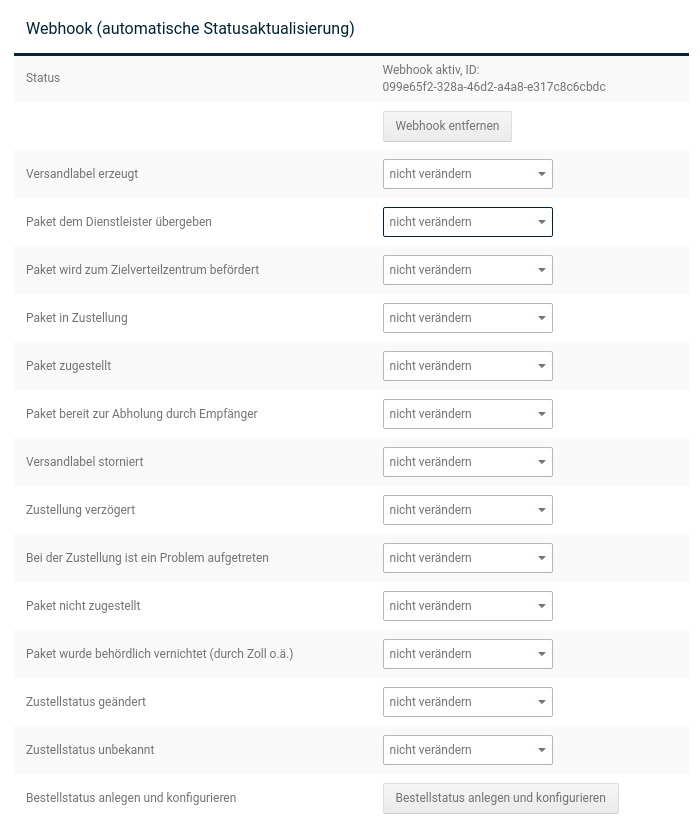 Webhook (automatische Statusaktualisierung)
Status
Webhook aktiv, ID:
099e65f2-328a-46d2-a4a8-e317c8c6cbdc
Webhook entfernen
Versandlabel erzeugt
nicht verändern
Paket dem Dienstleister übergeben
nicht verändern
Paket wird zum Zielverteilzentrum befördert
nicht verändern
Paket in Zustellung
nicht verändern
Paket zugestellt
nicht verändern
Paket bereit zur Abholung durch Empfänger
nicht verändern
Versandlabel storniert
nicht verändern
Zustellung verzögert
nicht verändern
Bei der Zustellung ist ein Problem aufgetreten
nicht verändern
Paket nicht zugestellt
nicht verändern
Paket wurde behördlich vernichtet (durch Zoll o.ä.)
nicht verändern
Zustellstatus geändert
nicht verändern
Zustellstatus unbekannt
nicht verändern
Bestellstatus anlegen und konfigurieren
Bestellstatus anlegen und konfigurieren